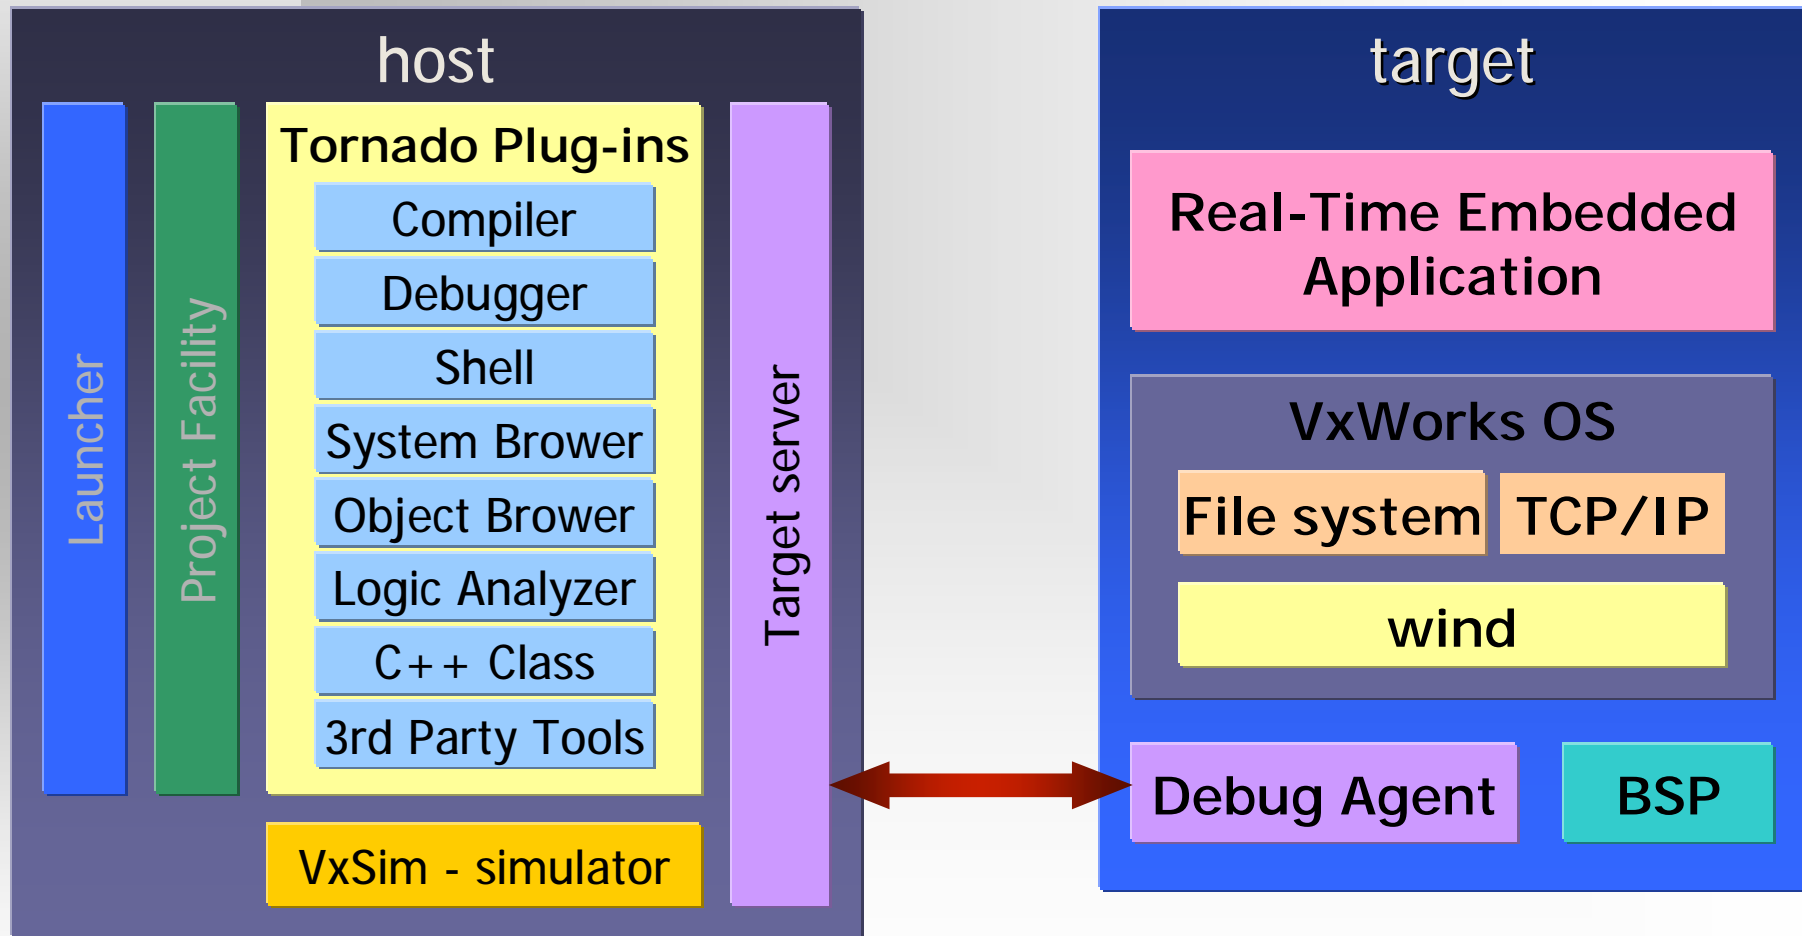 host
Launcher
Project Facility
Tornado Plug-ins
Compiler
Debugger
Shell
System Brower
Object Brower
Logic Analyzer
C++ Class
3rd Party Tools
VxSim - simulator
Target server
target
Real-Time Embedded
Application
VxWorks OS
File system
TCP/IP
wind
Debug Agent
BSP